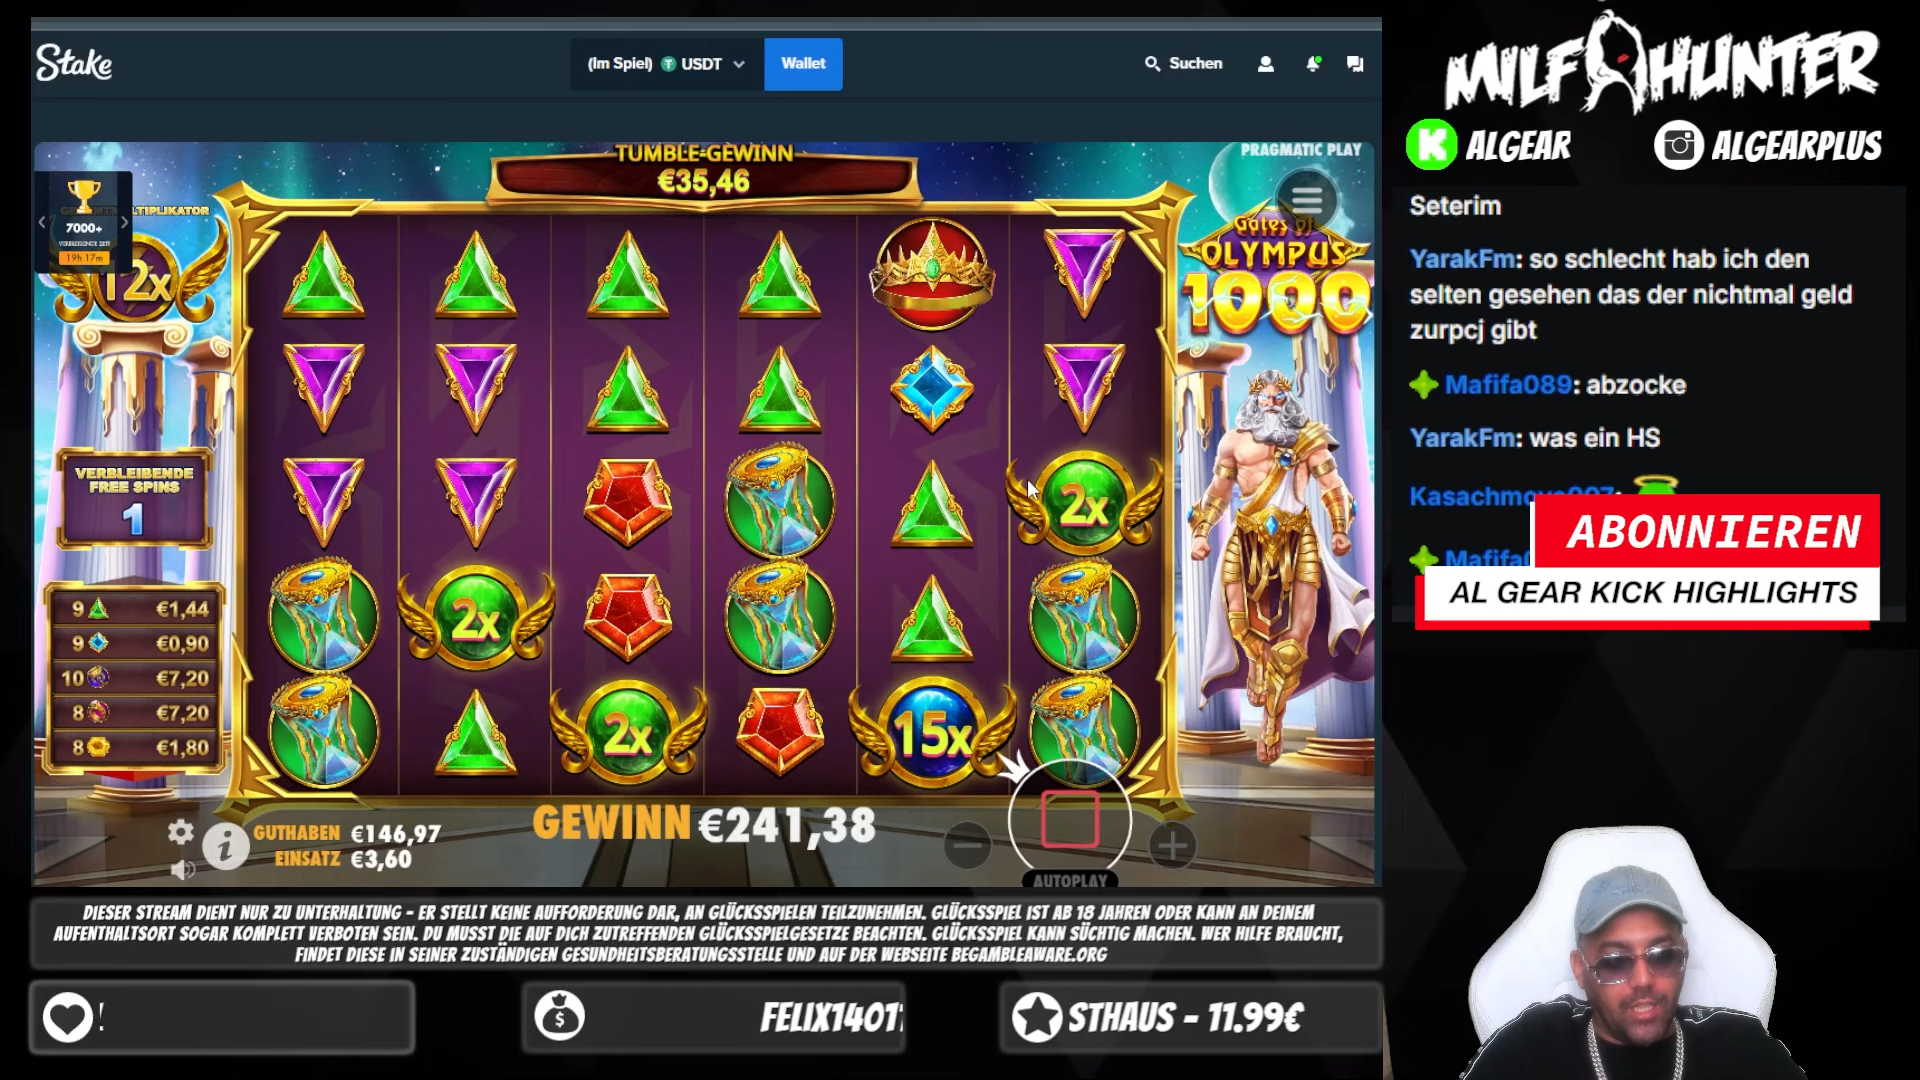 Stake
(Im Spiel) USDT
Wallet
Suchen
TUMBLE-GEWINN
€35,46
PRAGMATIC PLAY
7000+
VERBLEIBENDE ZEIT
19h 17m
12x
Gates of
OLYMPUS
1000
VERBLEIBENDE
FREE SPINS
1
9 €1,44
9 €0,90
10 €7,20
8 €7,20
8 €1,80
2x
2x
2x
15x
GUTHABEN €146,97
EINSATZ €3,60
GEWINN €241,38
AUTOPLAY
MILF HUNTER
K ALGEAR
ALGEARPLUS
Seterim
YarakFm: so schlecht hab ich den
selten gesehen das der nichtmal geld
zurpcj gibt
Mafifa089: abzocke
YarakFm: was ein HS
ABONNIEREN
AL GEAR KICK HIGHLIGHTS
DIESER STREAM DIENT NUR ZU UNTERHALTUNG - ER STELLT KEINE AUFFORDERUNG DAR, AN GLÜCKSSPIELEN TEILZUNEHMEN. GLÜCKSSPIEL IST AB 18 JAHREN ODER KANN AN DEINEM
AUFENTHALTSORT SOGAR KOMPLETT VERBOTEN SEIN. DU MUSST DIE AUF DICH ZUTREFFENDEN GLÜCKSSPIELGESETZE BEACHTEN. GLÜCKSSPIEL KANN SÜCHTIG MACHEN. WER HILFE BRAUCHT,
FINDET DIESE IN SEINER ZUSTÄNDIGEN GESUNDHEITSBERATUNGSSTELLE UND AUF DER WEBSEITE BEGAMBLEAWARE.ORG
!
FELIX1401
STHAUS - 11.99€